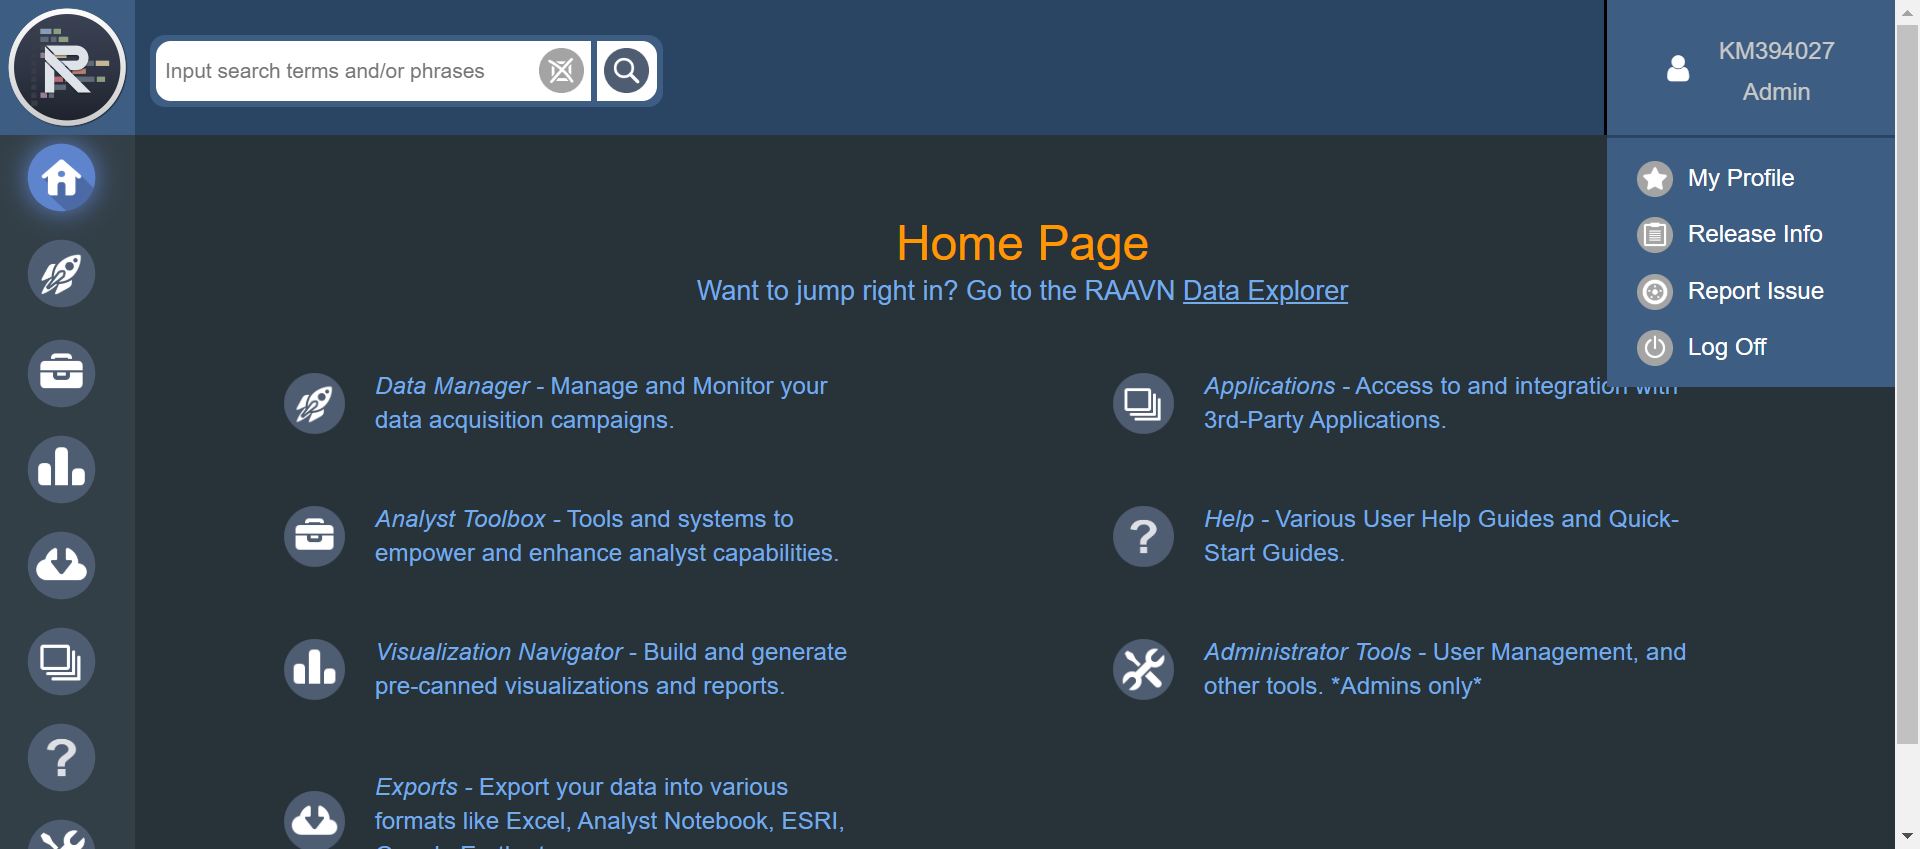 Input search terms and/or phrases
KM394027
Admin
My Profile
Release Info
Report Issue
Log Off
Home Page
Want to jump right in? Go to the RAAVN Data Explorer
Data Manager - Manage and Monitor your
data acquisition campaigns.
Applications - Access to and integration with
3rd-Party Applications.
Analyst Toolbox - Tools and systems to
empower and enhance analyst capabilities.
Help - Various User Help Guides and Quick-
Start Guides.
Visualization Navigator - Build and generate
pre-canned visualizations and reports.
Administrator Tools - User Management, and
other tools. *Admins only*
Exports - Export your data into various
formats like Excel, Analyst Notebook, ESRI,